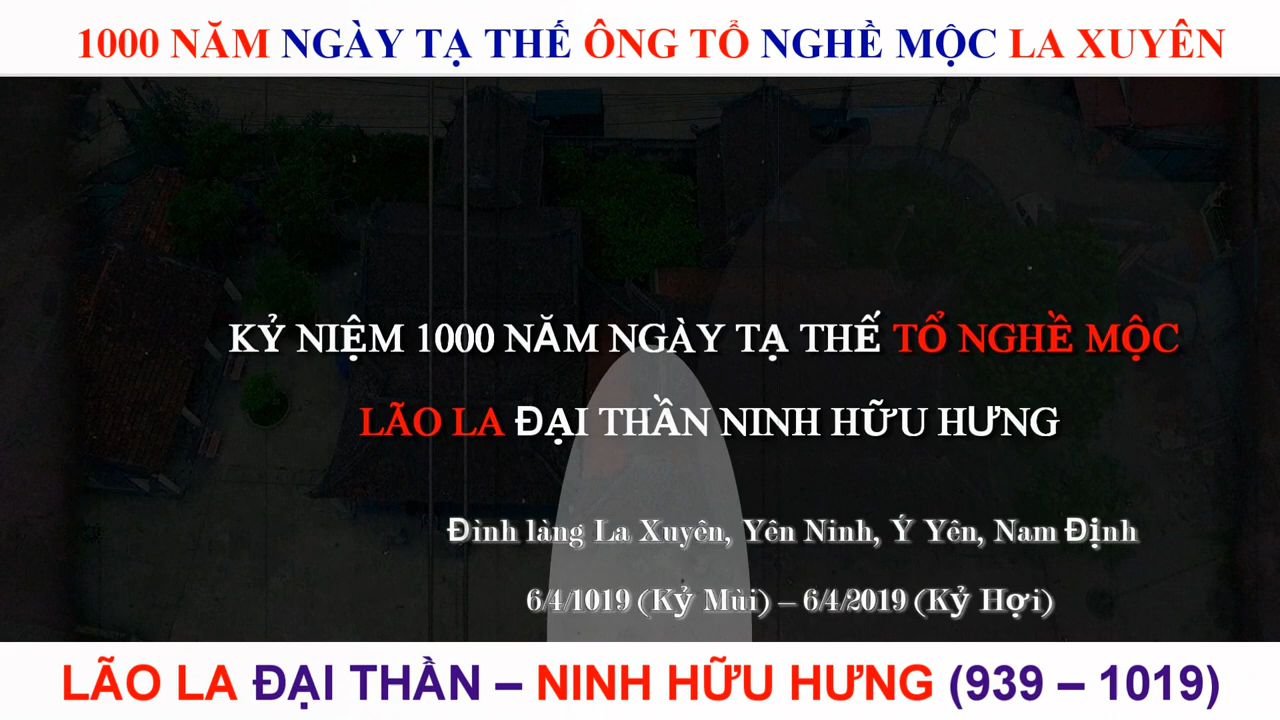 1000 NĂM NGÀY TẠ THẾ ÔNG TỔ NGHỀ MỘC LA XUYÊN
KỶ NIỆM 1000 NĂM NGÀY TẠ THẾ TỔ NGHỀ MỘC
LÃO LA ĐẠI THẦN NINH HỮU HƯNG
Đình làng La Xuyên, Yên Ninh, Ý Yên, Nam Định
6/4/1019 (Kỷ Mùi) – 6/4/2019 (Kỷ Hợi)
LÃO LA ĐẠI THẦN – NINH HỮU HƯNG (939 – 1019)